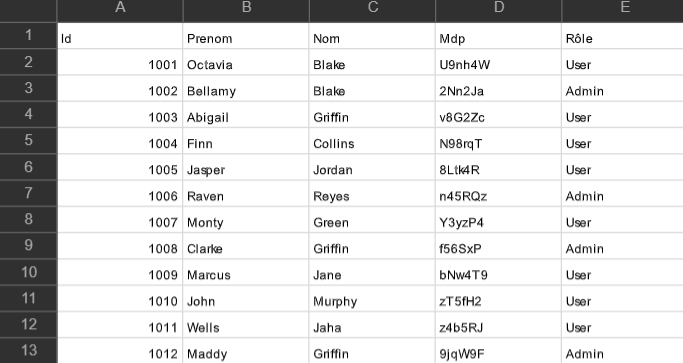 A B C D E
1 Id Prenom Nom Mdp Rôle
2 1001 Octavia Blake U9nh4W User
3 1002 Bellamy Blake 2Nn2Ja Admin
4 1003 Abigail Griffin v8G2Zc User
5 1004 Finn Collins N98rqT User
6 1005 Jasper Jordan 8Ltk4R User
7 1006 Raven Reyes n45RQz Admin
8 1007 Monty Green Y3yzP4 User
9 1008 Clarke Griffin f56SxP Admin
10 1009 Marcus Jane bNw4T9 User
11 1010 John Murphy zT5fH2 User
12 1011 Wells Jaha z4b5RJ User
13 1012 Maddy Griffin 9jqW9F Admin